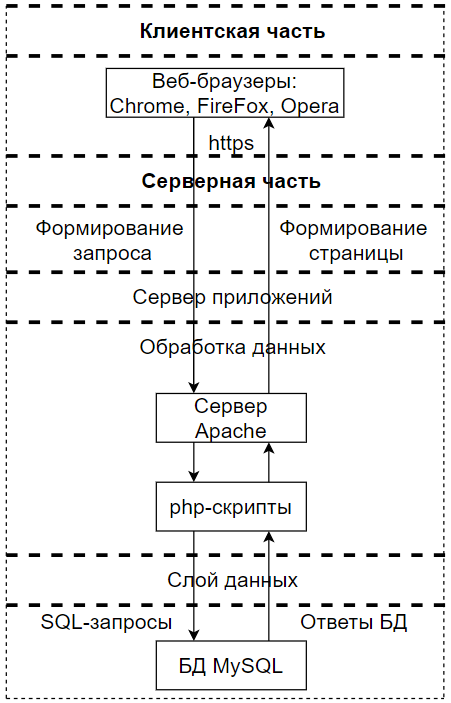 Клиентская часть
Веб-браузеры:
Chrome, FireFox, Opera
https
Серверная часть
Формирование
запроса
Формирование
страницы
Сервер приложений
Обработка данных
Сервер
Apache
php-скрипты
Слой данных
SQL-запросы
Ответы БД
БД MySQL